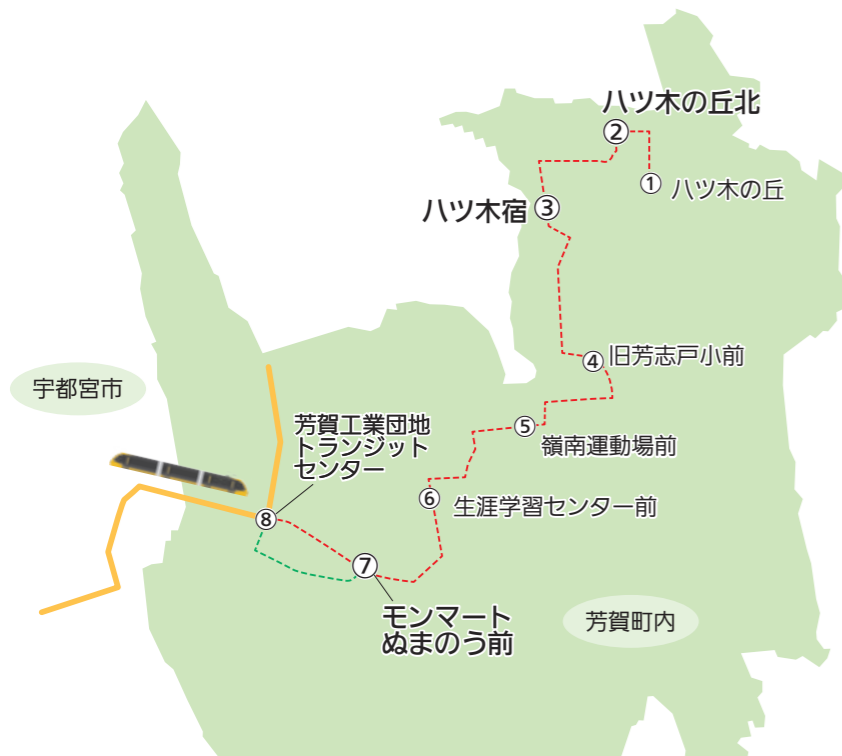 八ツ木の丘北
②
①
八ツ木の丘
八ツ木宿
③
④
旧芳志戸小前
宇都宮市
芳賀工業団地
トランジット
センター
⑤
嶺南運動場前
⑥
生涯学習センター前
⑧
⑦
モンマート
ぬまのう前
芳賀町内